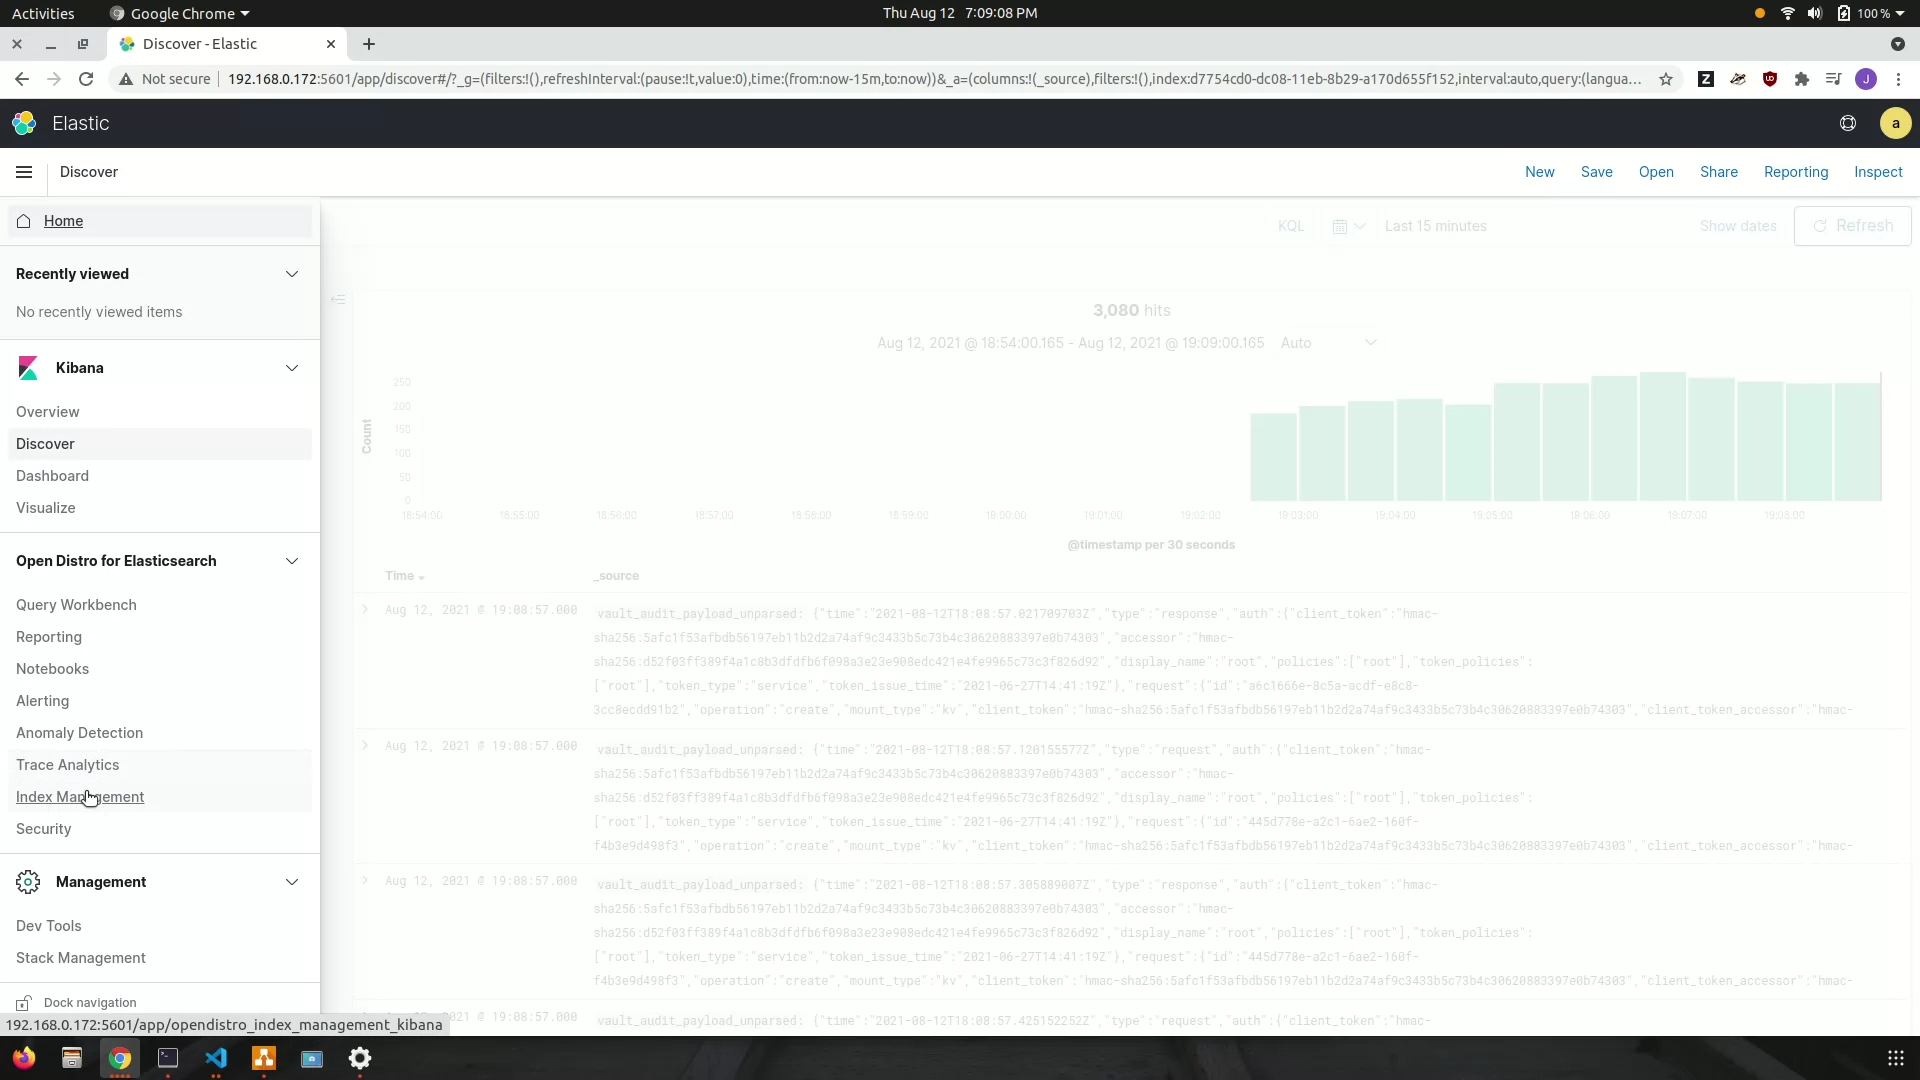 Activities
Google Chrome
Thu Aug 12 7:09:08 PM
100 %
Discover - Elastic
Not secure
192.168.0.172:5601/app/discover#/?_g=(filters:!(),refreshInterval:(pause:!t,value:0),time:(from:now-15m,to:now))&_a=(columns:!(_source),filters:!(),index:d7754cd0-dc08-11eb-8b29-a170d655f152,interval:auto,query:(langua...
J
Elastic
a
Discover
New
Save
Open
Share
Reporting
Inspect
Home
KQL
Last 15 minutes
Show dates
Refresh
Recently viewed
No recently viewed items
Kibana
Overview
Discover
Dashboard
Visualize
Open Distro for Elasticsearch
Query Workbench
Reporting
Notebooks
Alerting
Anomaly Detection
Trace Analytics
Index Management
Security
Management
Dev Tools
Stack Management
Dock navigation
192.168.0.172:5601/app/opendistro_index_management_kibana
3,080 hits
Aug 12, 2021 @ 18:54:00.165 - Aug 12, 2021 @ 19:09:00.165 Auto
Count
250
200
150
100
50
0
18:54:00 18:55:00 18:56:00 18:57:00 18:58:00 18:59:00 19:00:00 19:01:00 19:02:00 19:03:00 19:04:00 19:05:00 19:06:00 19:07:00 19:08:00
@timestamp per 30 seconds
Time
_source
Aug 12, 2021 @ 19:08:57.000
vault_audit_payload_unparsed: {"time":"2021-08-12T18:08:57.021709703Z","type":"response","auth":{"client_token":"hmac-
sha256:5afc1f53afbdb56197eb11b2d2a74af9c3433b5c73b4c30620883397e0b74303","accessor":"hmac-
sha256:d52f03ff389f4a1c8b3dfdfb6f098a3e23e908edc421e4fe9965c73c3f826d92","display_name":"root","policies":["root"],"token_policies":
["root"],"token_type":"service","token_issue_time":"2021-06-27T14:41:19Z"},"request":{"id":"a6c1666e-8c5a-acdf-e8c8-
3cc8ecdd91b2","operation":"create","mount_type":"kv","client_token":"hmac-sha256:5afc1f53afbdb56197eb11b2d2a74af9c3433b5c73b4c30620883397e0b74303","client_token_accessor":"hmac-
Aug 12, 2021 @ 19:08:57.000
vault_audit_payload_unparsed: {"time":"2021-08-12T18:08:57.120155577Z","type":"request","auth":{"client_token":"hmac-
sha256:5afc1f53afbdb56197eb11b2d2a74af9c3433b5c73b4c30620883397e0b74303","accessor":"hmac-
sha256:d52f03ff389f4a1c8b3dfdfb6f098a3e23e908edc421e4fe9965c73c3f826d92","display_name":"root","policies":["root"],"token_policies":
["root"],"token_type":"service","token_issue_time":"2021-06-27T14:41:19Z"},"request":{"id":"445d778e-a2c1-6ae2-160f-
f4b3e9d498f3","operation":"create","mount_type":"kv","client_token":"hmac-sha256:5afc1f53afbdb56197eb11b2d2a74af9c3433b5c73b4c30620883397e0b74303","client_token_accessor":"hmac-
Aug 12, 2021 @ 19:08:57.000
vault_audit_payload_unparsed: {"time":"2021-08-12T18:08:57.305889007Z","type":"response","auth":{"client_token":"hmac-
sha256:5afc1f53afbdb56197eb11b2d2a74af9c3433b5c73b4c30620883397e0b74303","accessor":"hmac-
sha256:d52f03ff389f4a1c8b3dfdfb6f098a3e23e908edc421e4fe9965c73c3f826d92","display_name":"root","policies":["root"],"token_policies":
["root"],"token_type":"service","token_issue_time":"2021-06-27T14:41:19Z"},"request":{"id":"445d778e-a2c1-6ae2-160f-
f4b3e9d498f3","operation":"create","mount_type":"kv","client_token":"hmac-sha256:5afc1f53afbdb56197eb11b2d2a74af9c3433b5c73b4c30620883397e0b74303","client_token_accessor":"hmac-
2021 @ 19:08:57.000
vault_audit_payload_unparsed: {"time":"2021-08-12T18:08:57.425152252Z","type":"request","auth":{"client_token":"hmac-